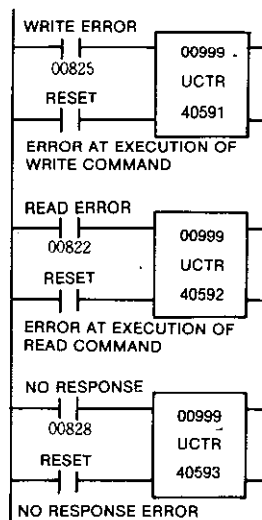 WRITE ERROR
00825
RESET
00999
UCTR
40591
ERROR AT EXECUTION OF
WRITE COMMAND
READ ERROR
00822
RESET
00999
UCTR
40592
ERROR AT EXECUTION OF
READ COMMAND
NO RESPONSE
00828
RESET
00999
UCTR
40593
NO RESPONSE ERROR